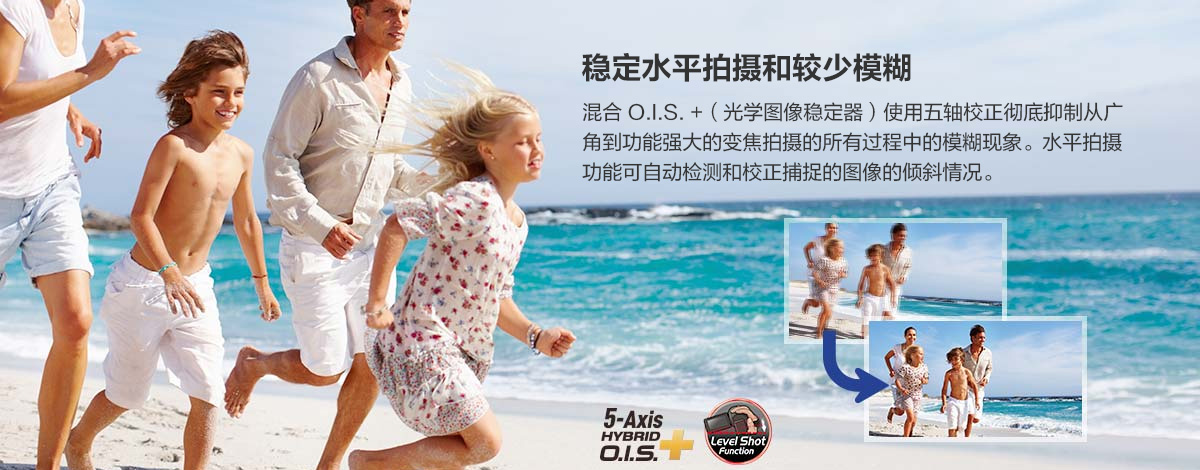 稳定水平拍摄和较少模糊
混合 O.I.S. +（光学图像稳定器）使用五轴校正彻底抑制从广
角到功能强大的变焦拍摄的所有过程中的模糊现象。水平拍摄
功能可自动检测和校正捕捉的图像的倾斜情况。
5-Axis
HYBRID
O.I.S.+
Level Shot
Function